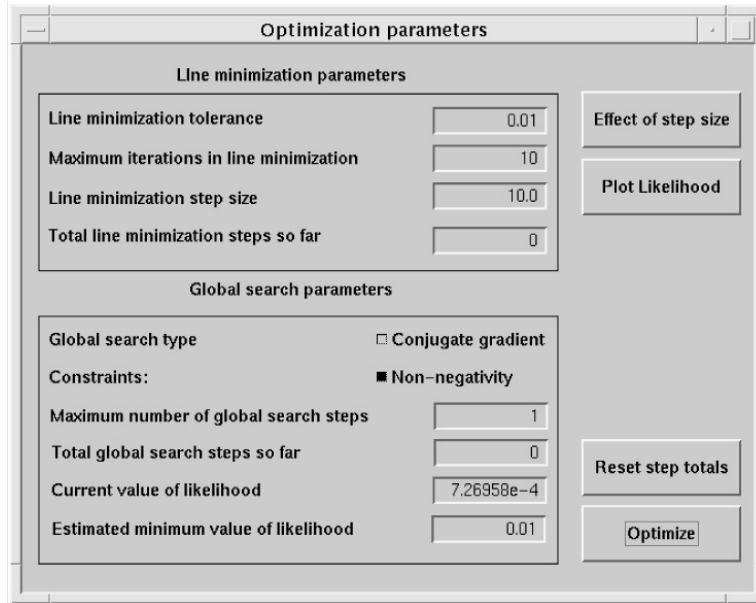 Optimization parameters
LIne minimization parameters
Line minimization tolerance 0.01
Maximum iterations in line minimization 10
Line minimization step size 10.0
Total line minimization steps so far 0
Effect of step size
Plot Likelihood
Global search parameters
Global search type Conjugate gradient
Constraints: Non-negativity
Maximum number of global search steps 1
Total global search steps so far 0
Current value of likelihood 7.26958e-4
Estimated minimum value of likelihood 0.01
Reset step totals
Optimize